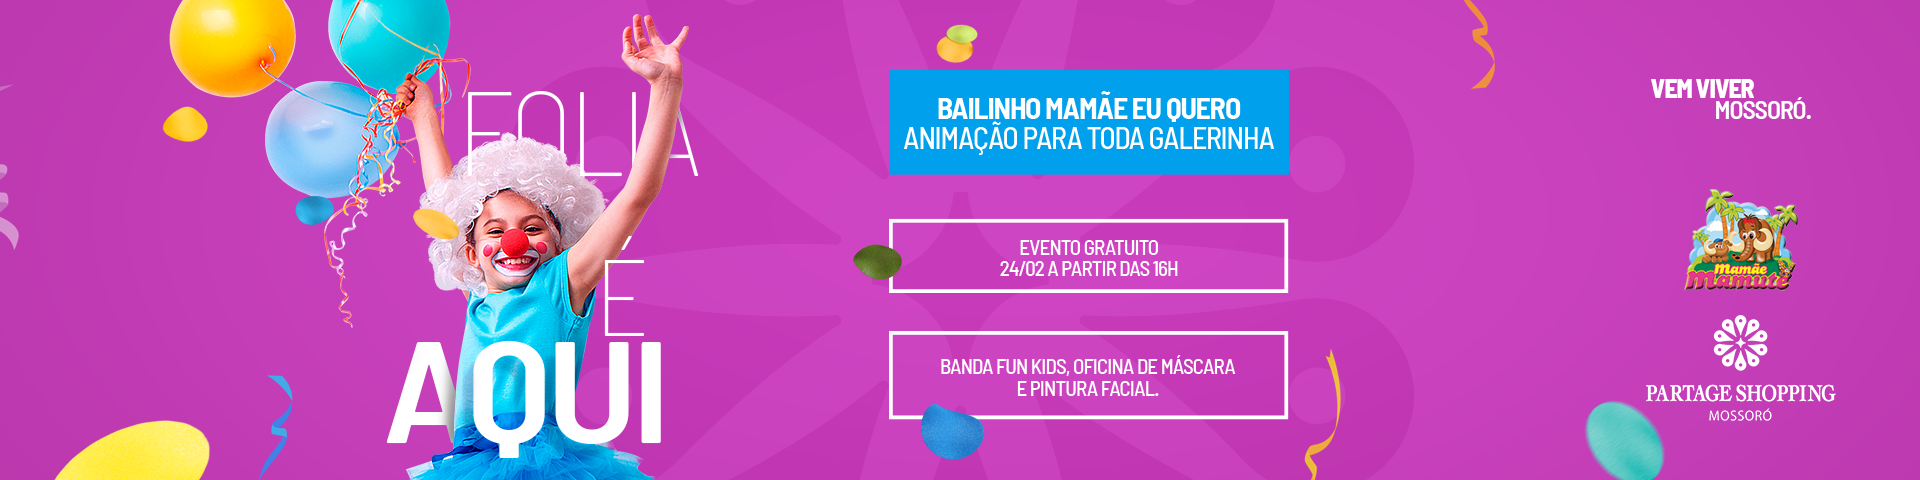 FOLIA
É
AQUI
BAILINHO MAMÃE EU QUERO
ANIMAÇÃO PARA TODA GALERINHA
EVENTO GRATUITO
24/02 A PARTIR DAS 16H
BANDA FUN KIDS, OFICINA DE MÁSCARA
E PINTURA FACIAL.
VEM VIVER
MOSSORÓ.
Mamãe
Mamute
PARTAGE SHOPPING
MOSSORÓ